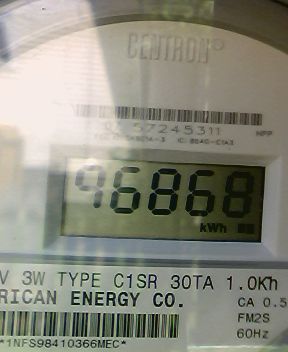 CENTRON®
57245311
96868
kWh
V 3W TYPE C1SR 30TA 1.0Kh
RICAN ENERGY CO.
CA 0.5
FM2S
60Hz
*1NFS98410366MEC*